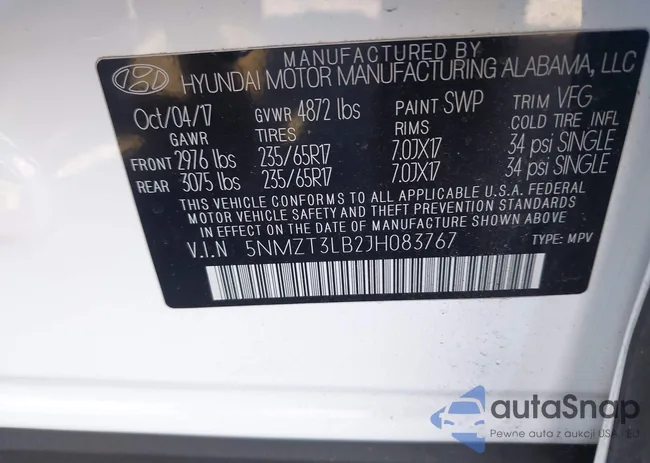 MANUFACTURED BY
HYUNDAI MOTOR MANUFACTURING ALABAMA, LLC
Oct/04/17 GVWR 4872 lbs PAINT SWP TRIM VFG
GAWR TIRES RIMS COLD TIRE INFL
FRONT 2976 lbs 235/65R17 7.0JX17 34 psi SINGLE
REAR 3075 lbs 235/65R17 7.0JX17 34 psi SINGLE
THIS VEHICLE CONFORMS TO ALL APPLICABLE U.S.A. FEDERAL
MOTOR VEHICLE SAFETY AND THEFT PREVENTION STANDARDS
IN EFFECT ON THE DATE OF MANUFACTURE SHOWN ABOVE.
V.I.N 5NMZT3LB2JH083767 TYPE: MPV
autoSnap
Pewne auta z aukcji USA i EU